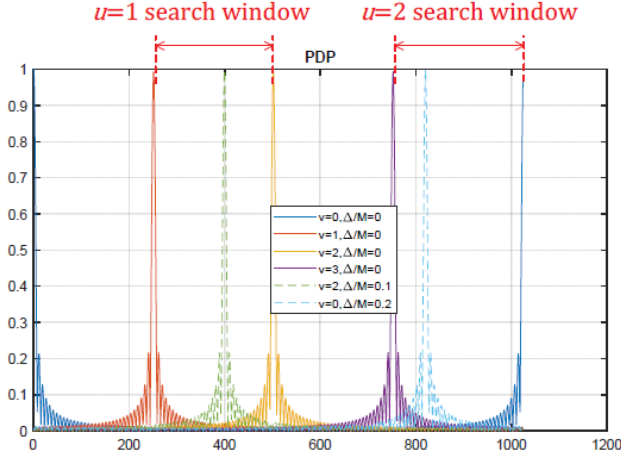 u=1 search window u=2 search window
PDP
1
0.9
0.8
0.7
0.6
0.5
0.4
0.3
0.2
0.1
0
v=0,Δ/M=0
v=1,Δ/M=0
v=2,Δ/M=0
v=3,Δ/M=0
v=2,Δ/M=0.1
v=0,Δ/M=0.2
0 200 400 600 800 1000 1200